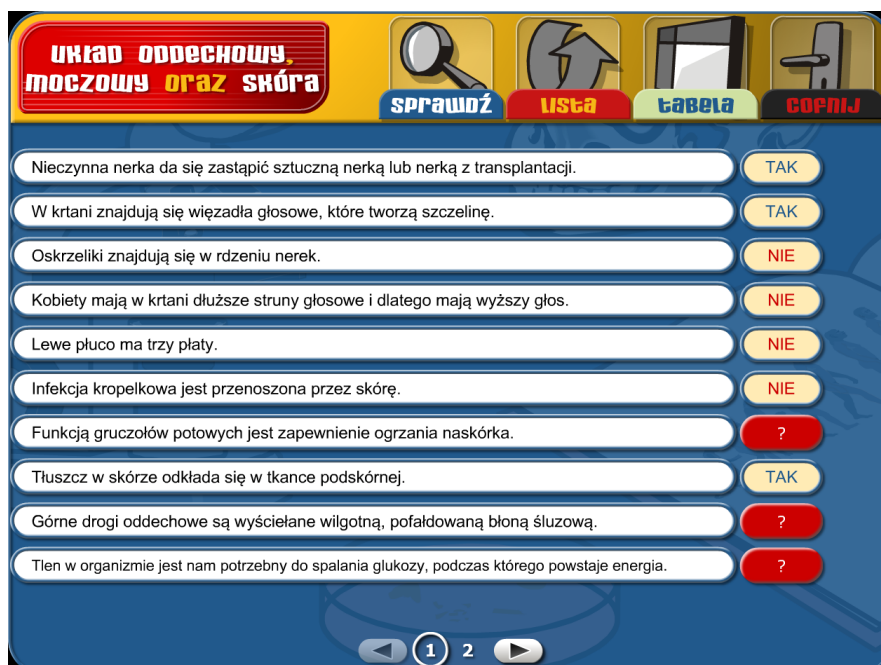 UKŁAD ODDECHOWY,
MOCZOWY ORAZ SKÓRA
SPRAWDŹ
LISTA
TABELA
COFNIJ
Nieczynna nerka da się zastąpić sztuczną nerką lub nerką z transplantacji.
TAK
W krtani znajdują się więzadła głosowe, które tworzą szczelinę.
TAK
Oskrzeliki znajdują się w rdzeniu nerek.
NIE
Kobiety mają w krtani dłuższe struny głosowe i dlatego mają wyższy głos.
NIE
Lewe płuco ma trzy płaty.
NIE
Infekcja kropelkowa jest przenoszona przez skórę.
NIE
Funkcją gruczołów potowych jest zapewnienie ogrzania naskórka.
?
Tłuszcz w skórze odkłada się w tkance podskórnej.
TAK
Górne drogi oddechowe są wyściełane wilgotną, pofałdowaną błoną śluzową.
?
Tlen w organizmie jest nam potrzebny do spalania glukozy, podczas którego powstaje energia.
?
1 2